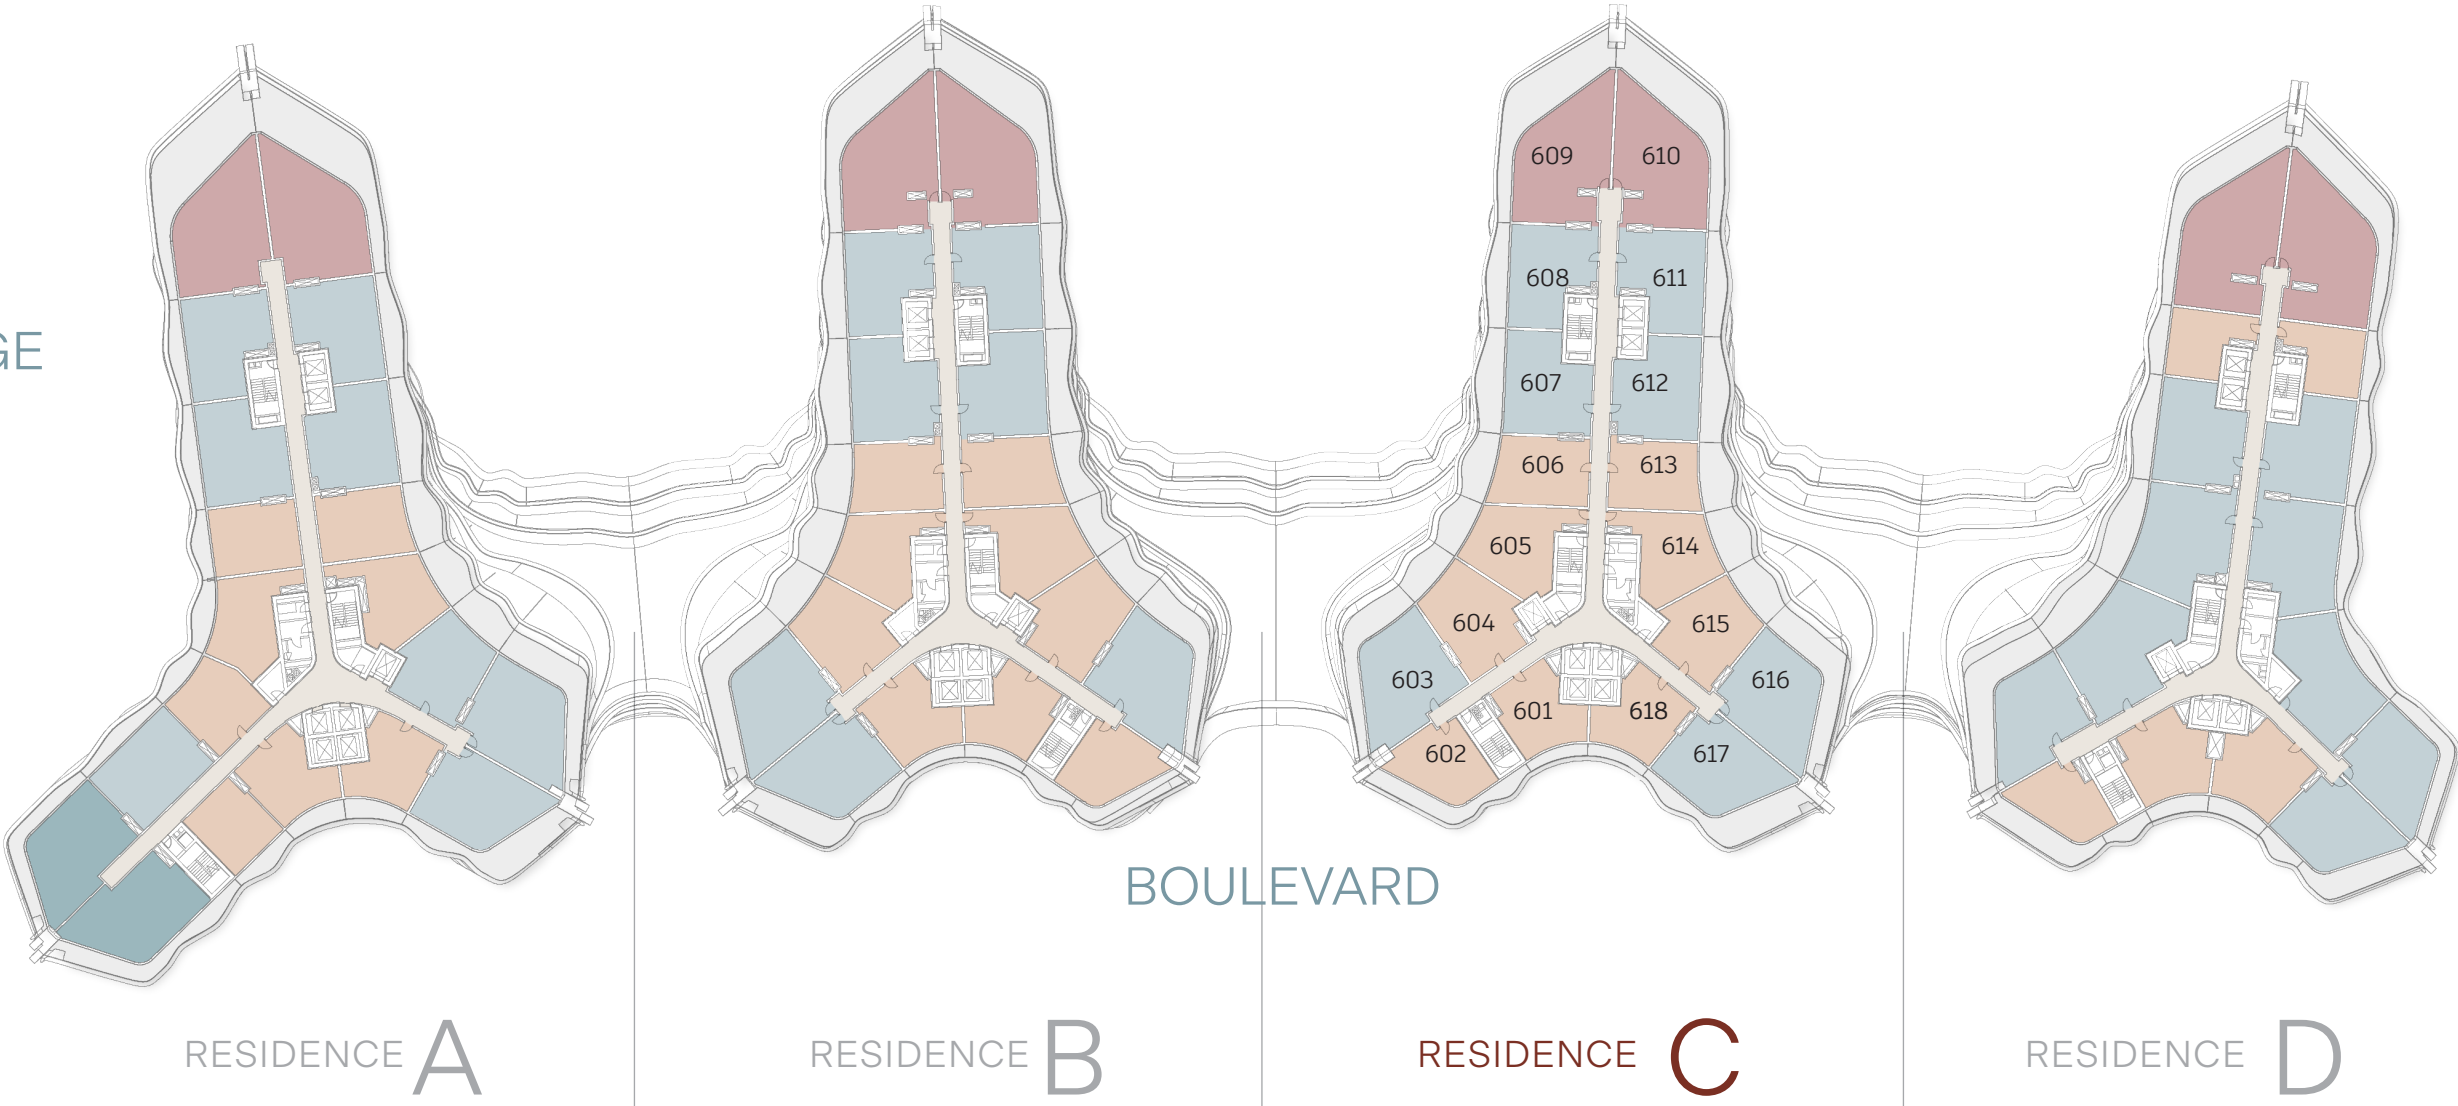 609 610
608 611
GE
607 612
606 613
605 614
604 615
603 616
601 618
602 617
BOULEVARD
RESIDENCE A
RESIDENCE B
RESIDENCE C
RESIDENCE D